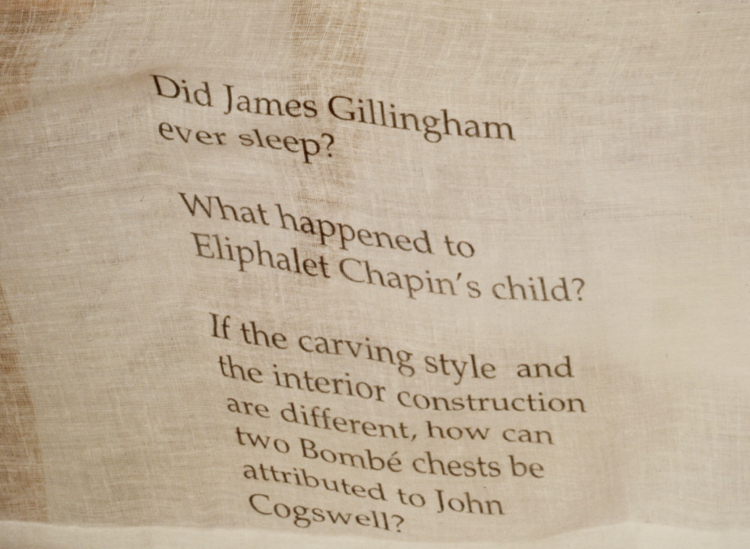 Did James Gillingham
ever sleep?
What happened to
Eliphalet Chapin's child?
If the carving style and
the interior construction
are different, how can
two Bombé chests be
attributed to John
Cogswell?